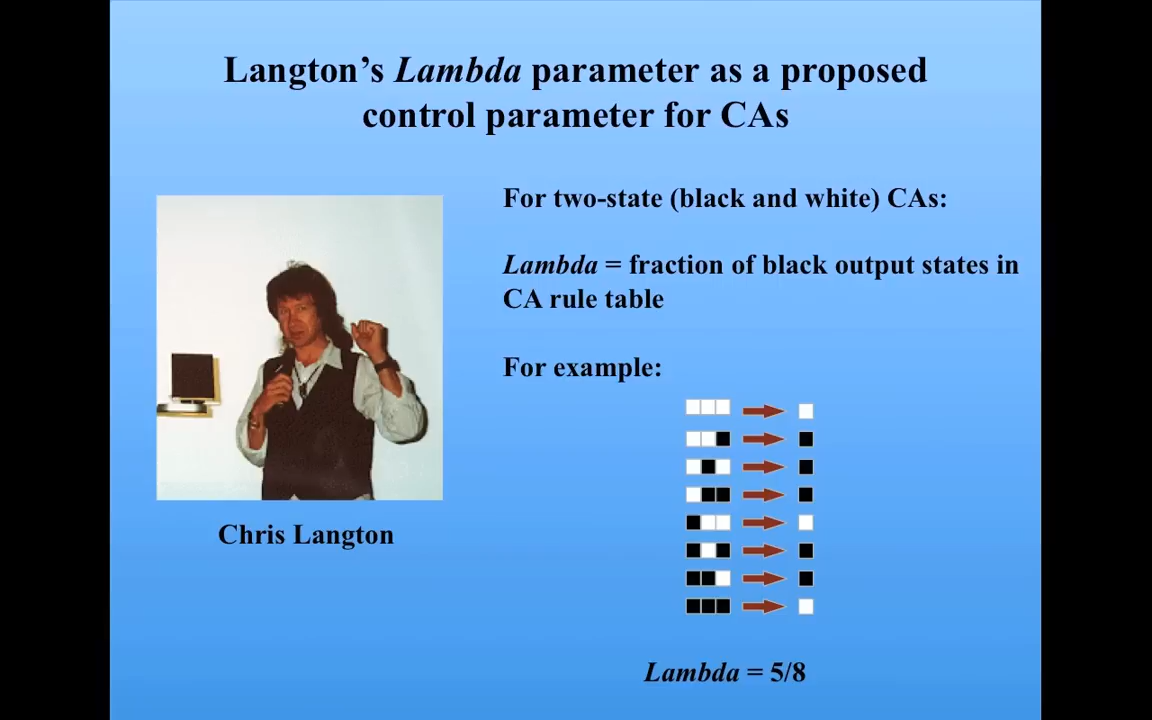 Langton’s Lambda parameter as a proposed
control parameter for CAs
For two-state (black and white) CAs:
Lambda = fraction of black output states in
CA rule table
For example:
Chris Langton
Lambda = 5/8